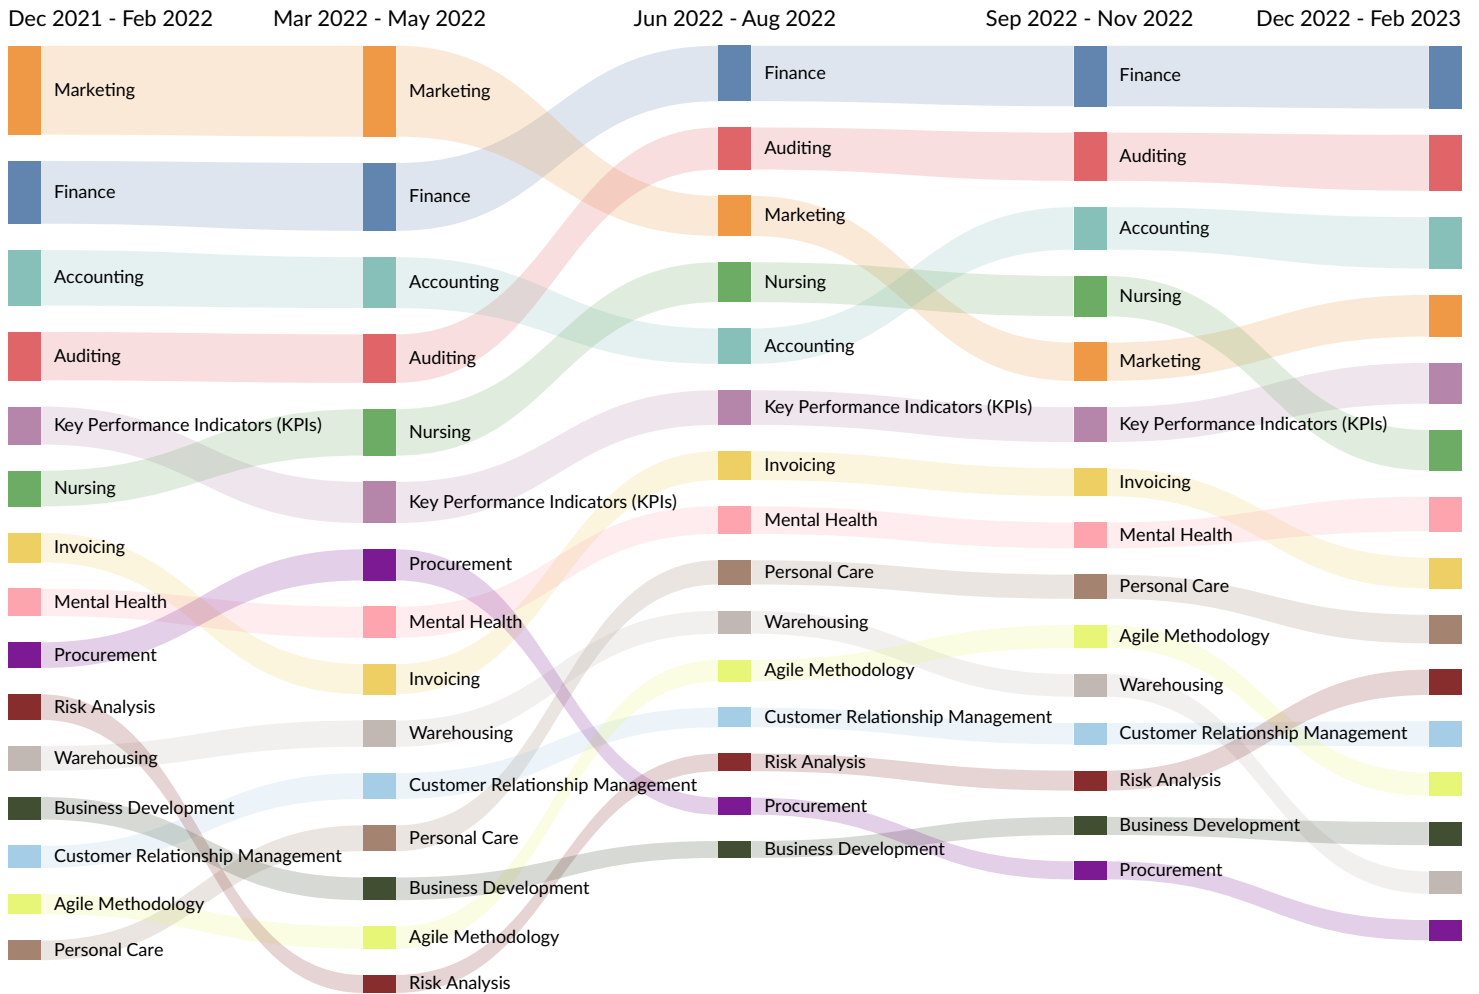 Dec 2021 - Feb 2022
Mar 2022 - May 2022
Jun 2022 - Aug 2022
Sep 2022 - Nov 2022
Dec 2022 - Feb 2023
Marketing
Finance
Accounting
Auditing
Key Performance Indicators (KPIs)
Nursing
Invoicing
Mental Health
Procurement
Risk Analysis
Warehousing
Business Development
Customer Relationship Management
Agile Methodology
Personal Care
Marketing
Finance
Accounting
Auditing
Nursing
Key Performance Indicators (KPIs)
Procurement
Mental Health
Invoicing
Warehousing
Customer Relationship Management
Personal Care
Business Development
Agile Methodology
Risk Analysis
Finance
Auditing
Marketing
Nursing
Accounting
Key Performance Indicators (KPIs)
Invoicing
Mental Health
Personal Care
Warehousing
Agile Methodology
Customer Relationship Management
Risk Analysis
Procurement
Business Development
Finance
Auditing
Accounting
Nursing
Marketing
Key Performance Indicators (KPIs)
Invoicing
Mental Health
Personal Care
Agile Methodology
Warehousing
Customer Relationship Management
Risk Analysis
Business Development
Procurement